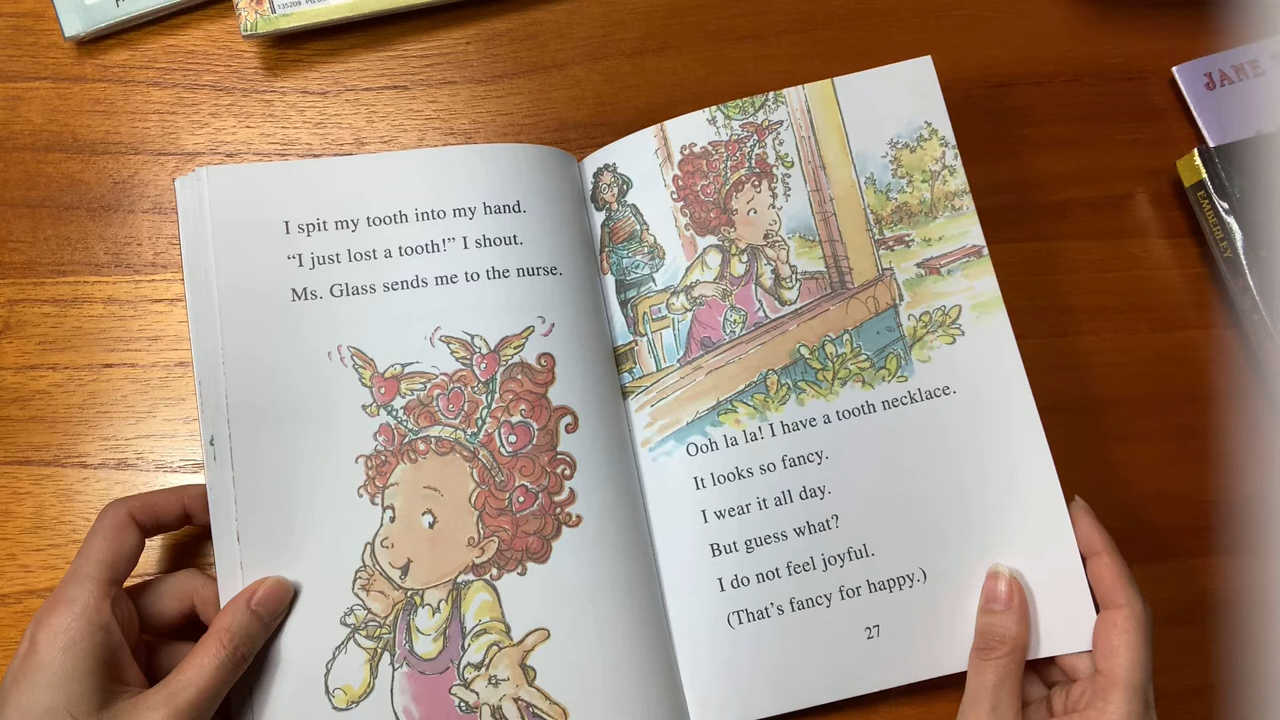 135209
JANE
EMBERLEY
I spit my tooth into my hand.
“I just lost a tooth!” I shout.
Ms. Glass sends me to the nurse.
Ooh la la! I have a tooth necklace.
It looks so fancy.
I wear it all day.
But guess what?
I do not feel joyful.
(That’s fancy for happy.)
27